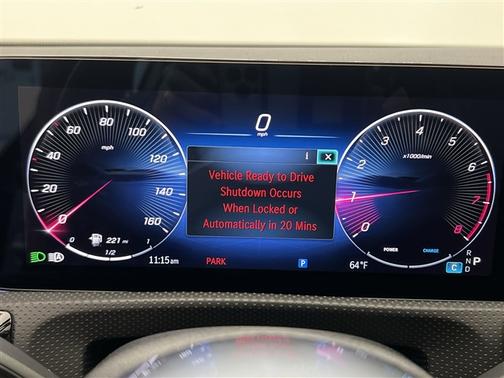 0
mph
i
x
Vehicle Ready to Drive
Shutdown Occurs
When Locked or
Automatically in 20 Mins
0
20
40
60
80
100
120
140
160
mph
0
1/2
1
221 mi
11:15am
PARK
P
64°F
0
1
2
3
4
5
6
7
8
x1000/min
POWER
CHARGE
C
R
N
D
P
A